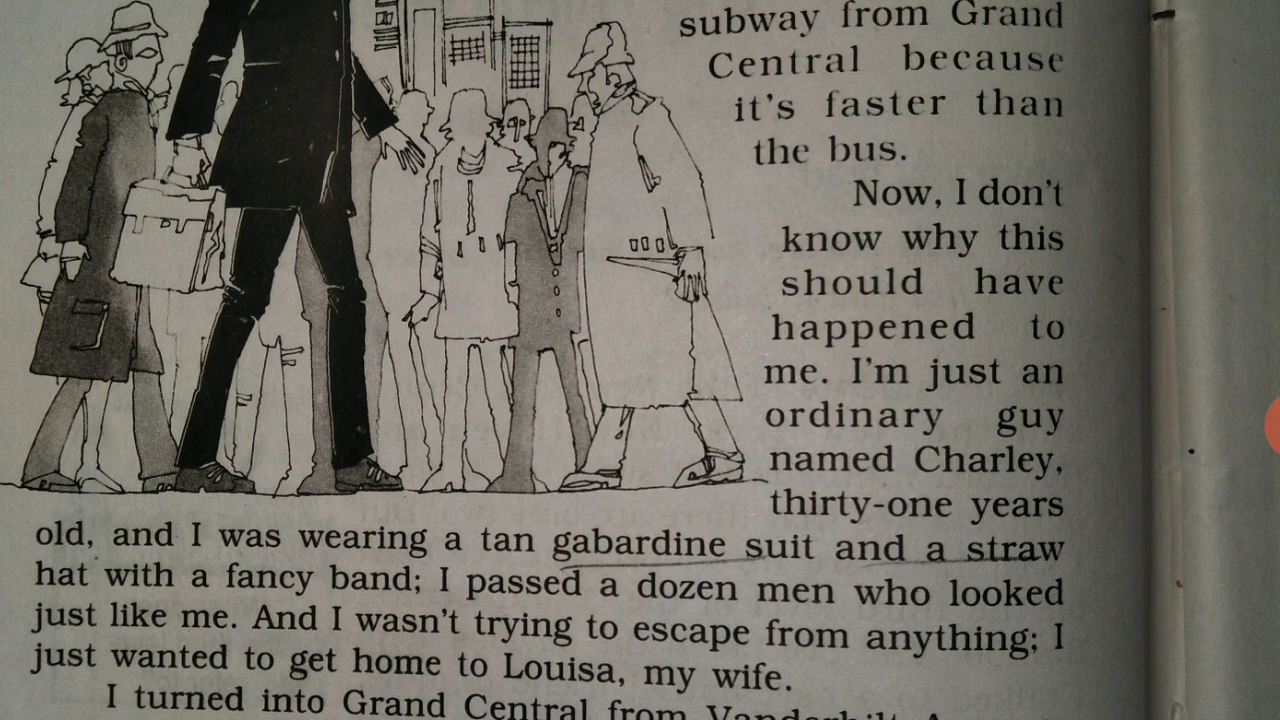 subway from Grand
Central because
it's faster than
the bus.
Now, I don't
know why this
should have
happened to
me. I'm just an
ordinary guy
named Charley,
thirty-one years
old, and I was wearing a tan gabardine suit and a straw
hat with a fancy band; I passed a dozen men who looked
just like me. And I wasn't trying to escape from anything; I
just wanted to get home to Louisa, my wife.
I turned into Grand Central from